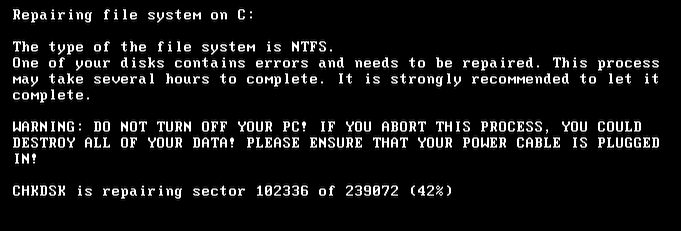 Repairing file system on C:
The type of the file system is NTFS.
One of your disks contains errors and needs to be repaired. This process
may take several hours to complete. It is strongly recommended to let it
complete.
WARNING: DO NOT TURN OFF YOUR PC! IF YOU ABORT THIS PROCESS, YOU COULD
DESTROY ALL OF YOUR DATA! PLEASE ENSURE THAT YOUR POWER CABLE IS PLUGGED
IN!
CHKDSK is repairing sector 102336 of 239072 (42%)